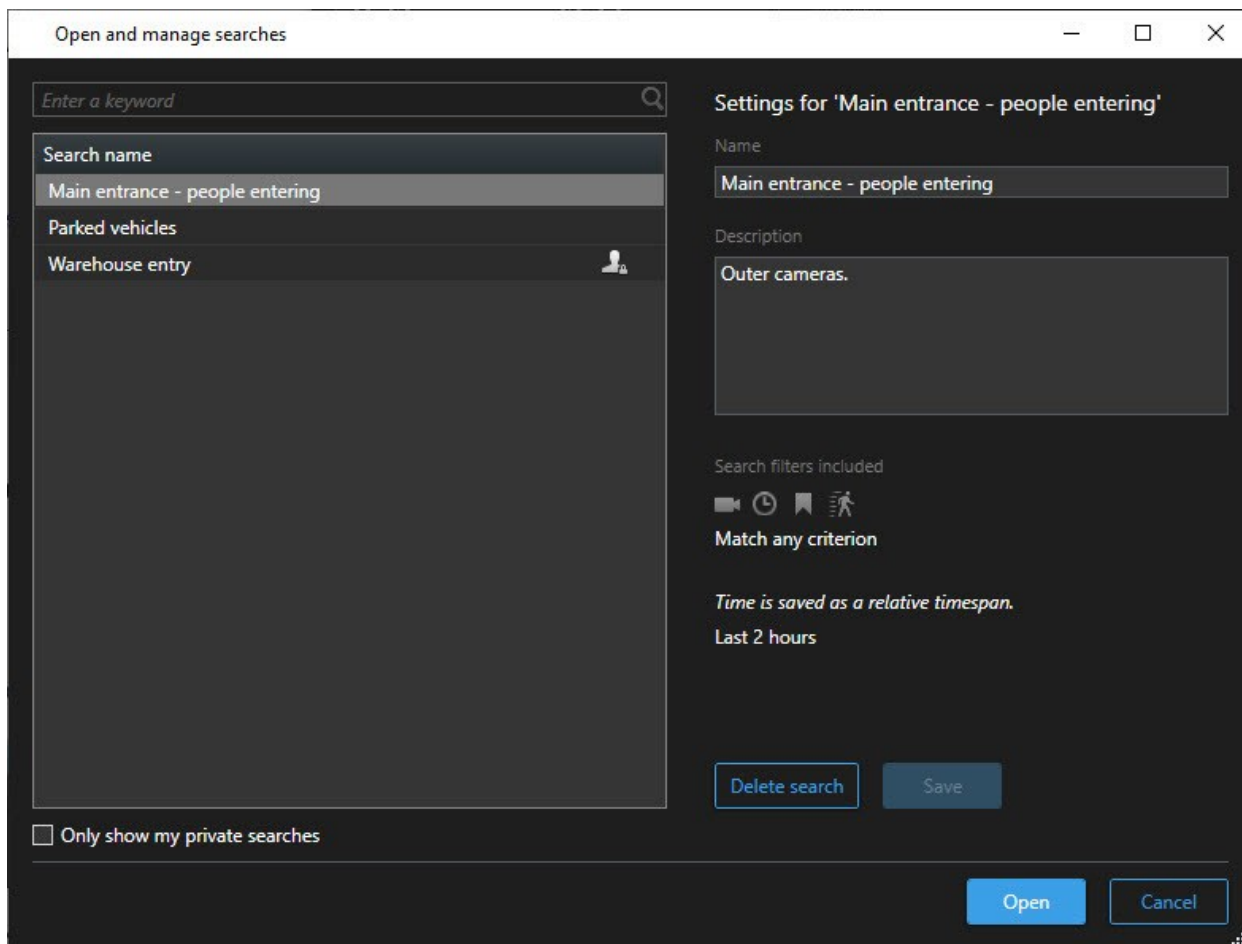 Open and manage searches
Enter a keyword
Search name
Main entrance - people entering
Parked vehicles
Warehouse entry
Only show my private searches
Settings for 'Main entrance - people entering'
Name
Main entrance - people entering
Description
Outer cameras.
Search filters included
Match any criterion
Time is saved as a relative timespan.
Last 2 hours
Delete search
Save
Open
Cancel